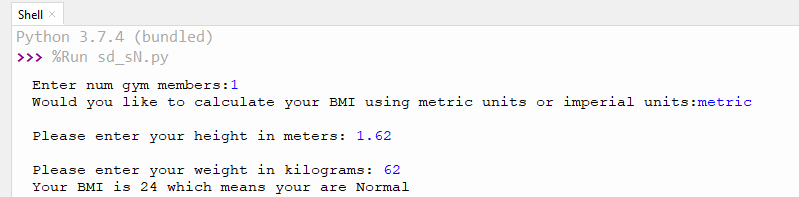 Shell ×
Python 3.7.4 (bundled)
>>> %Run sd_sN.py
Enter num gym members:1
Would you like to calculate your BMI using metric units or imperial units:metric
Please enter your height in meters: 1.62
Please enter your weight in kilograms: 62
Your BMI is 24 which means your are Normal